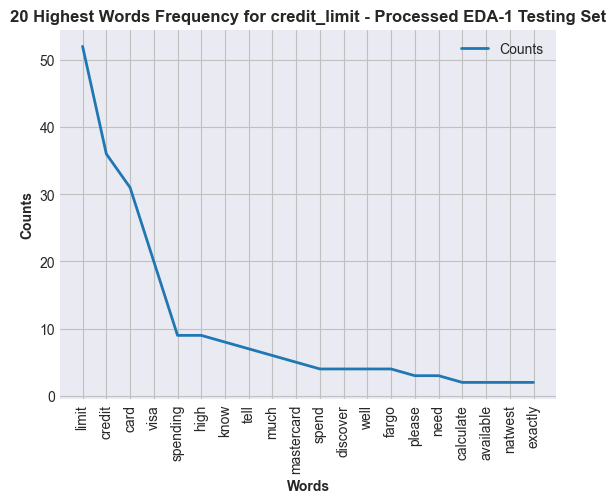 20 Highest Words Frequency for credit_limit - Processed EDA-1 Testing Set
Counts
50
40
30
20
10
0
Counts
limit
credit
card
visa
spending
high
know
tell
much
mastercard
spend
discover
well
fargo
please
need
calculate
available
natwest
exactly
Words